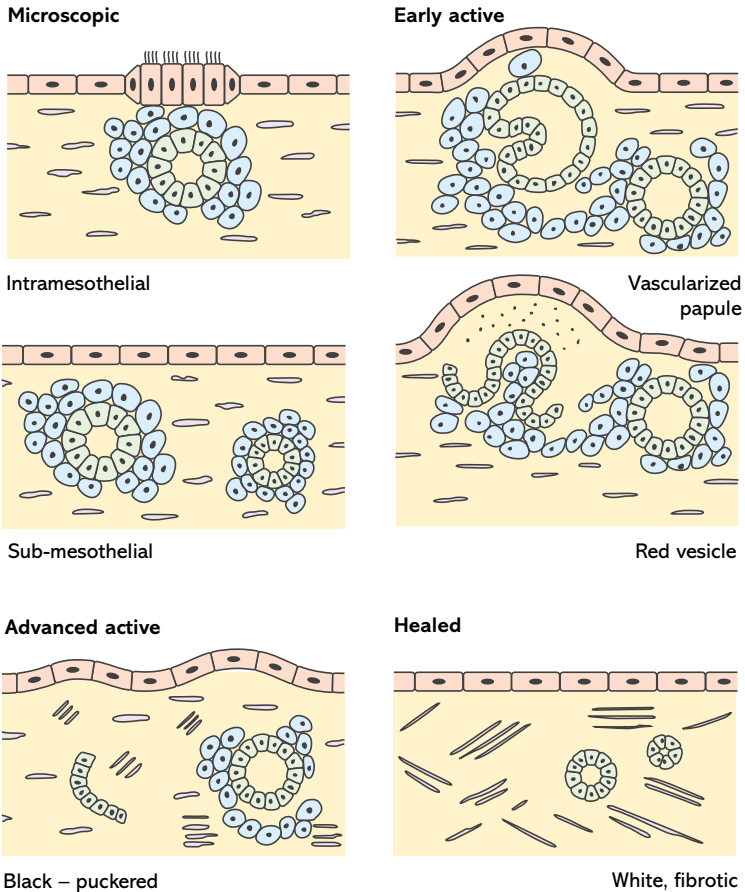 Microscopic
Early active
Intramesothelial
Vascularized
papule
Sub-mesothelial
Red vesicle
Advanced active
Healed
Black – puckered
White, fibrotic